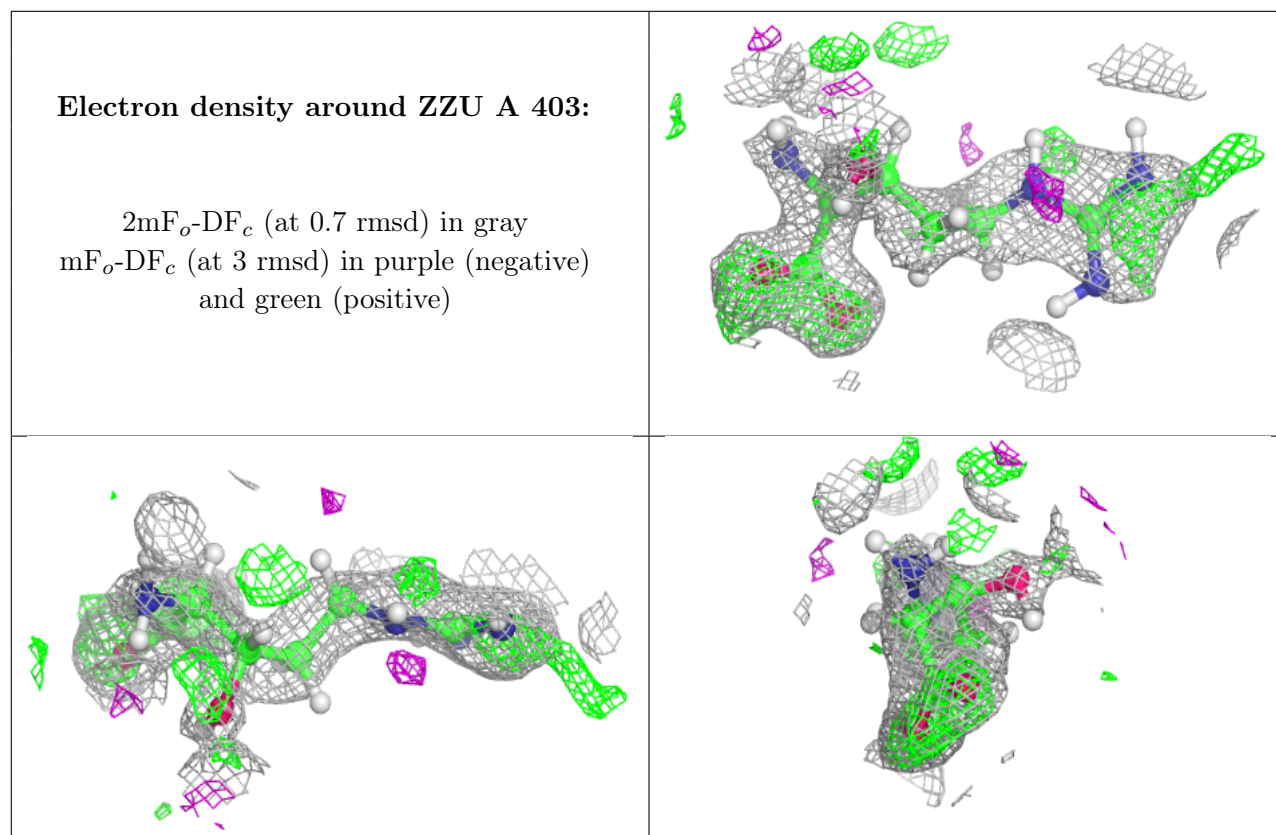 Electron density around ZZU A 403:
2mFo-DFc (at 0.7 rmsd) in gray
mFo-DFc (at 3 rmsd) in purple (negative)
and green (positive)